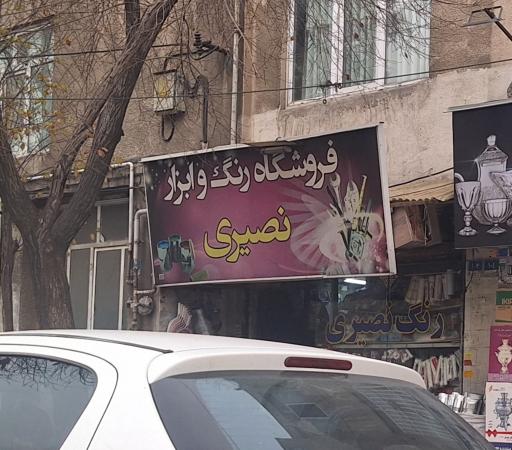 فروشگاه رنگ و ابزار
نصیری
رنگ نصیری